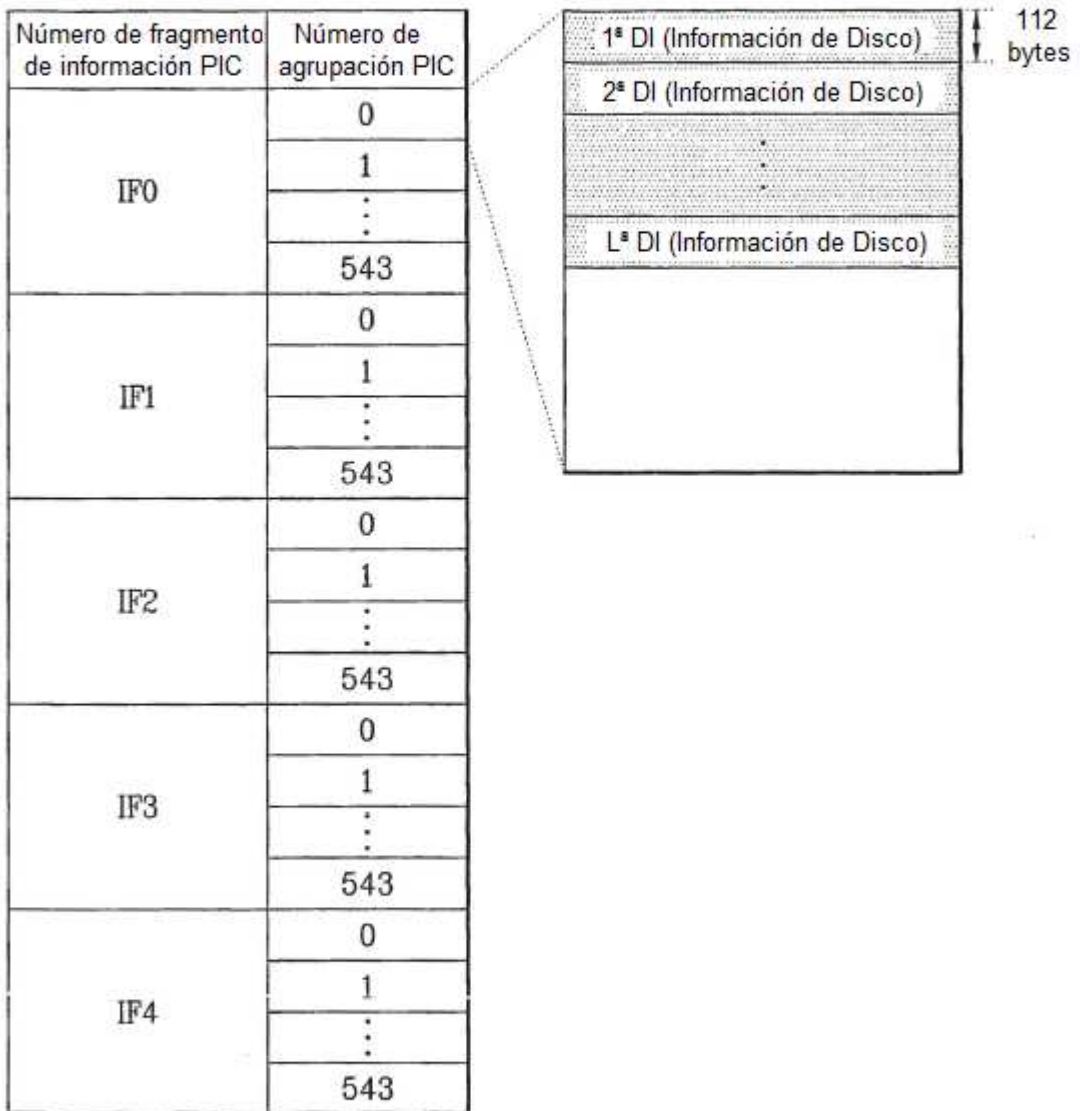 Número de fragmento
de información PIC
Número de
agrupación PIC
IF0
0
1
543
IF1
0
1
543
IF2
0
1
543
IF3
0
1
543
IF4
0
1
543
1ª DI (Información de Disco)
2ª DI (Información de Disco)
Lª DI (Información de Disco)
112
bytes